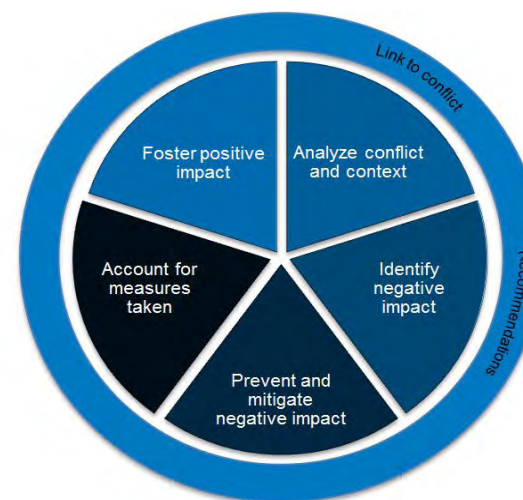 Link to conflict
Foster positive
impact
Analyze conflict
and context
Account for
measures
taken
Identify
negative
impact
Prevent and
mitigate
negative impact
Recommendations